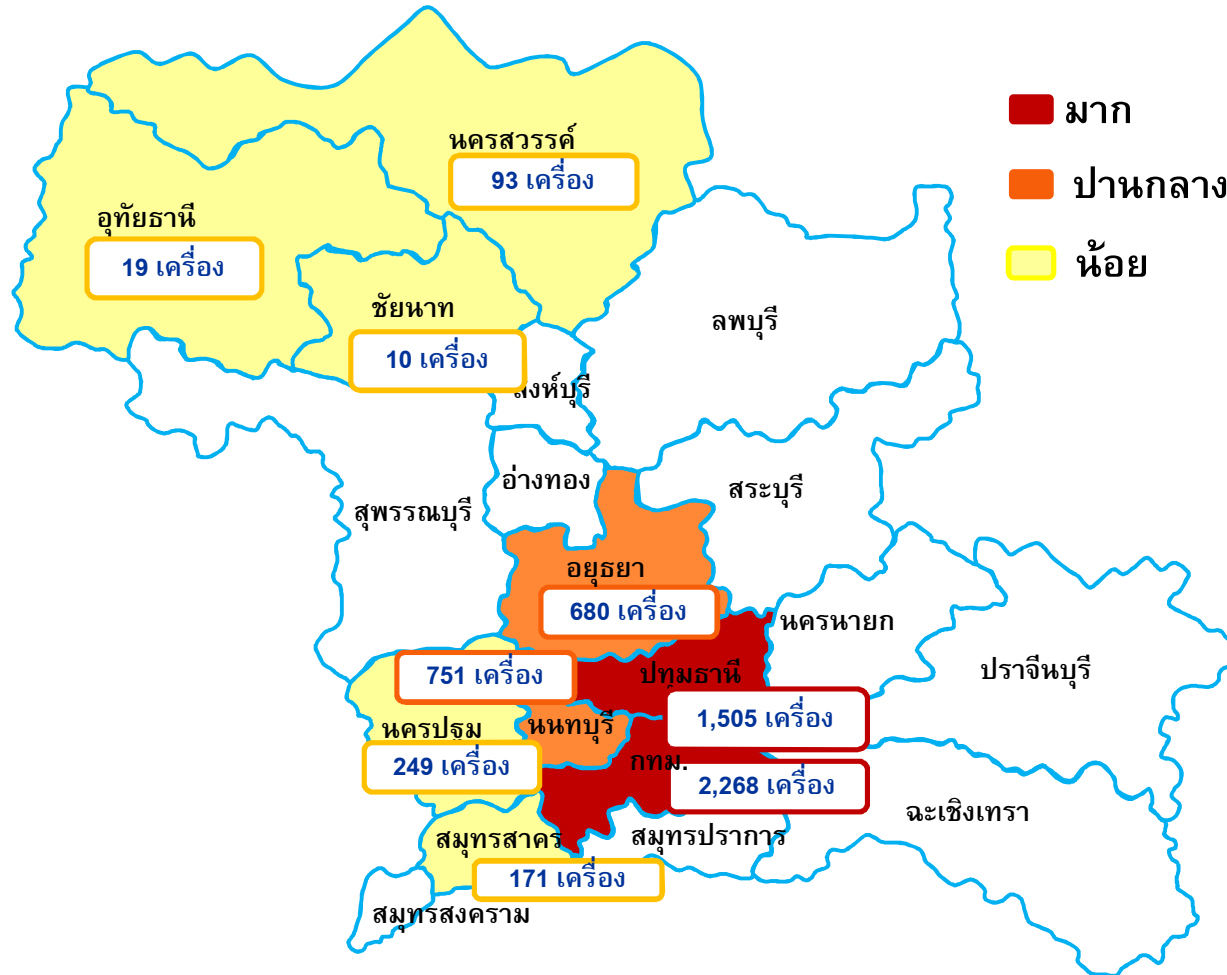 มาก
ปานกลาง
น้อย
นครสวรรค์
93 เครื่อง
อุทัยธานี
19 เครื่อง
ชัยนาท
10 เครื่อง
ลพบุรี
สิงห์บุรี
อ่างทอง
สระบุรี
สุพรรณบุรี
อยุธยา
680 เครื่อง
นครนายก
ปราจีนบุรี
751 เครื่อง
ปทุมธานี
1,505 เครื่อง
นนทบุรี
นครปฐม
249 เครื่อง
กทม.
2,268 เครื่อง
ฉะเชิงเทรา
สมุทรสาคร
สมุทรปราการ
171 เครื่อง
สมุทรสงคราม